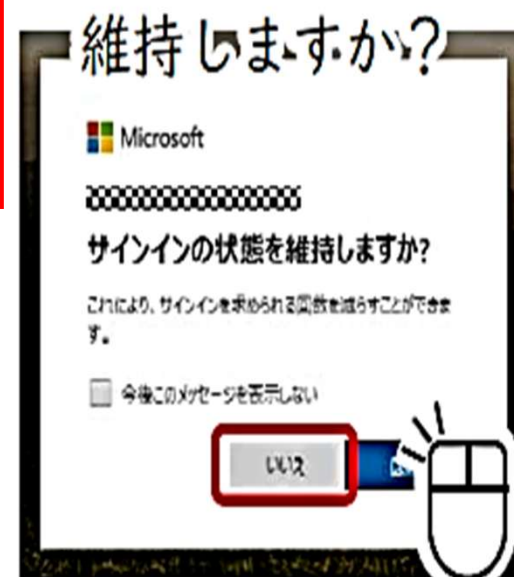 維持しますか?
Microsoft
サインインの状態を維持しますか?
これにより、サインインを求められる回数を減らすことができま
す。
今後このメッセージを表示しない
いいえ